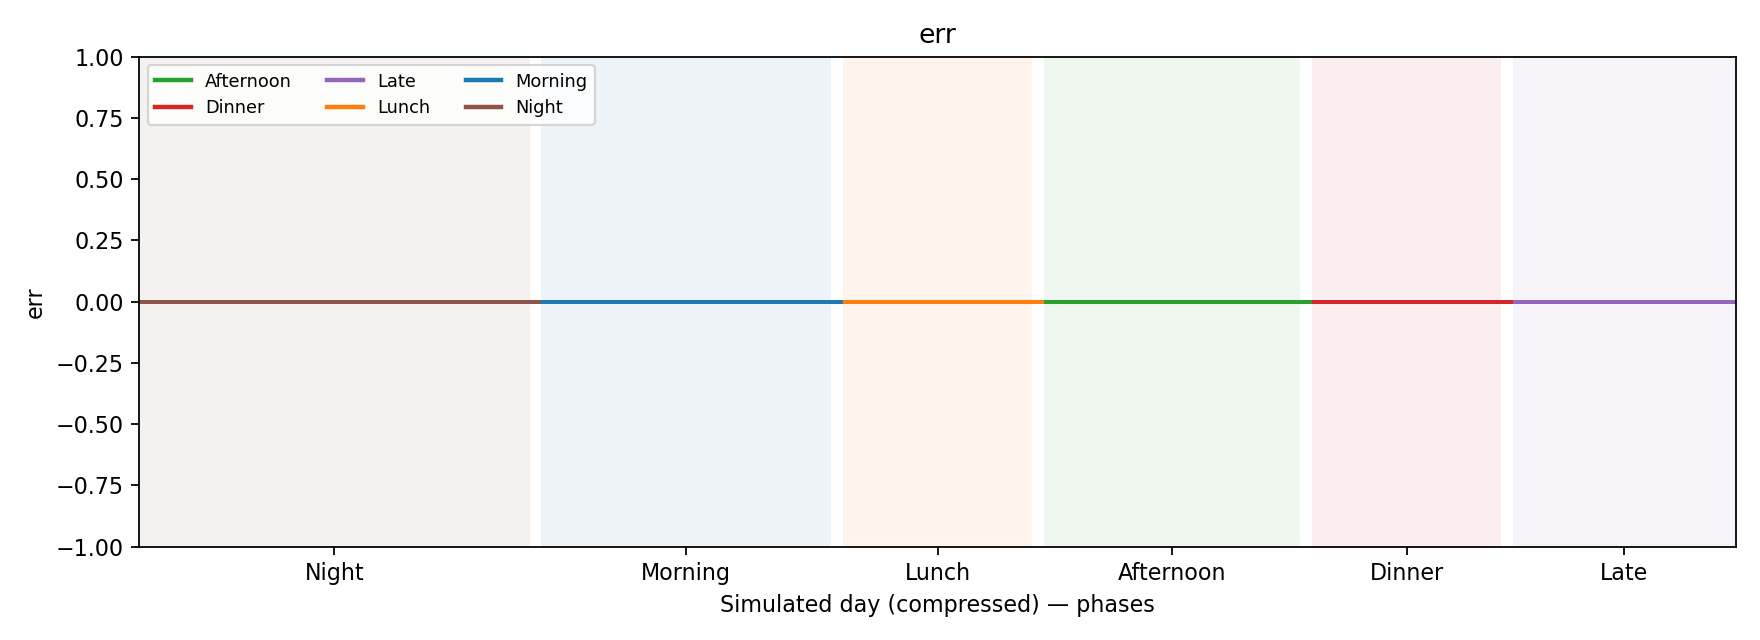 err
1.00
0.75
0.50
0.25
0.00
−0.25
−0.50
−0.75
−1.00
err
Afternoon Late Morning
Dinner Lunch Night
Night Morning Lunch Afternoon Dinner Late
Simulated day (compressed) — phases